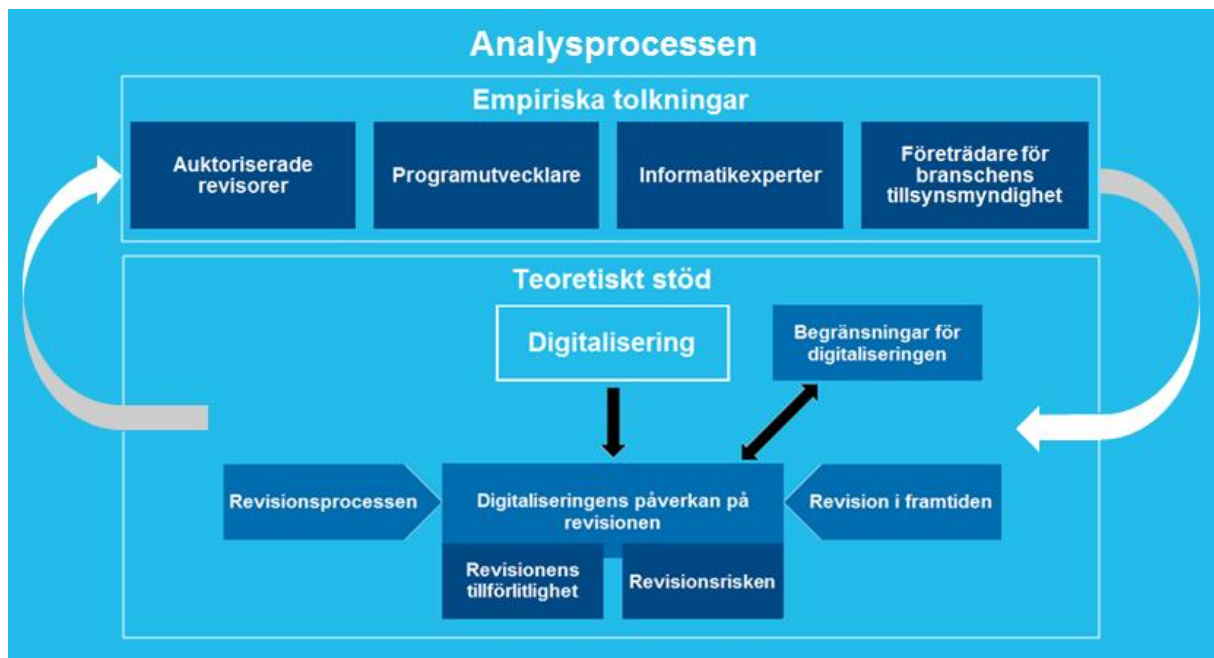 Analysprocessen
Empiriska tolkningar
Auktoriserade
revisorer
Programutvecklare
Informatikexperter
Företrädare för
branschens
tillsynsmyndighet
Teoretiskt stöd
Digitalisering
Begränsningar för
digitaliseringen
Revisionsprocessen
Digitaliseringens påverkan på
revisionen
Revision i framtiden
Revisionens
tillförlitlighet
Revisionsrisken